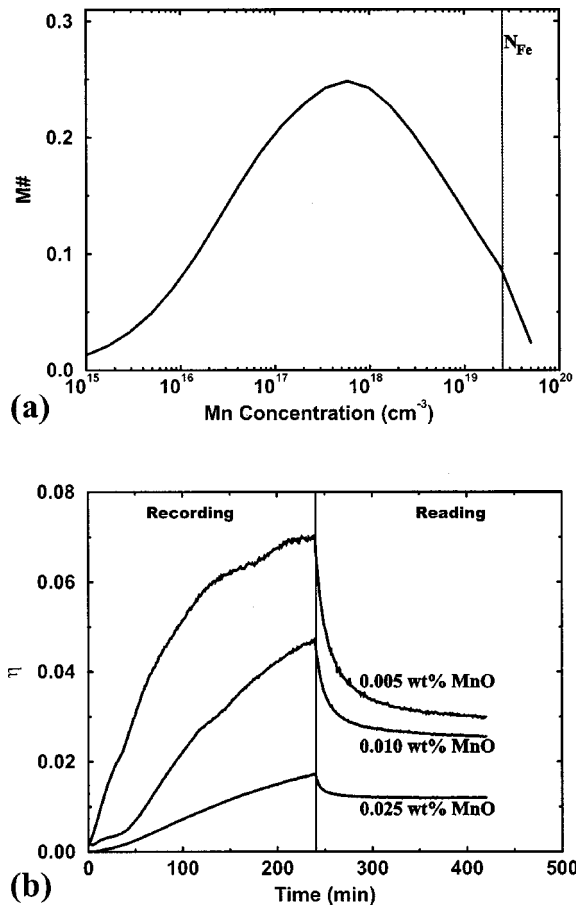 0.3
N_Fe
0.2
M#
0.1
0.0
10^15 10^16 10^17 10^18 10^19 10^20
Mn Concentration (cm^-3)
(a)
0.08
Recording Reading
0.06
η
0.04
0.005 wt% MnO
0.010 wt% MnO
0.02
0.025 wt% MnO
0.00
0 100 200 300 400 500
Time (min)
(b)